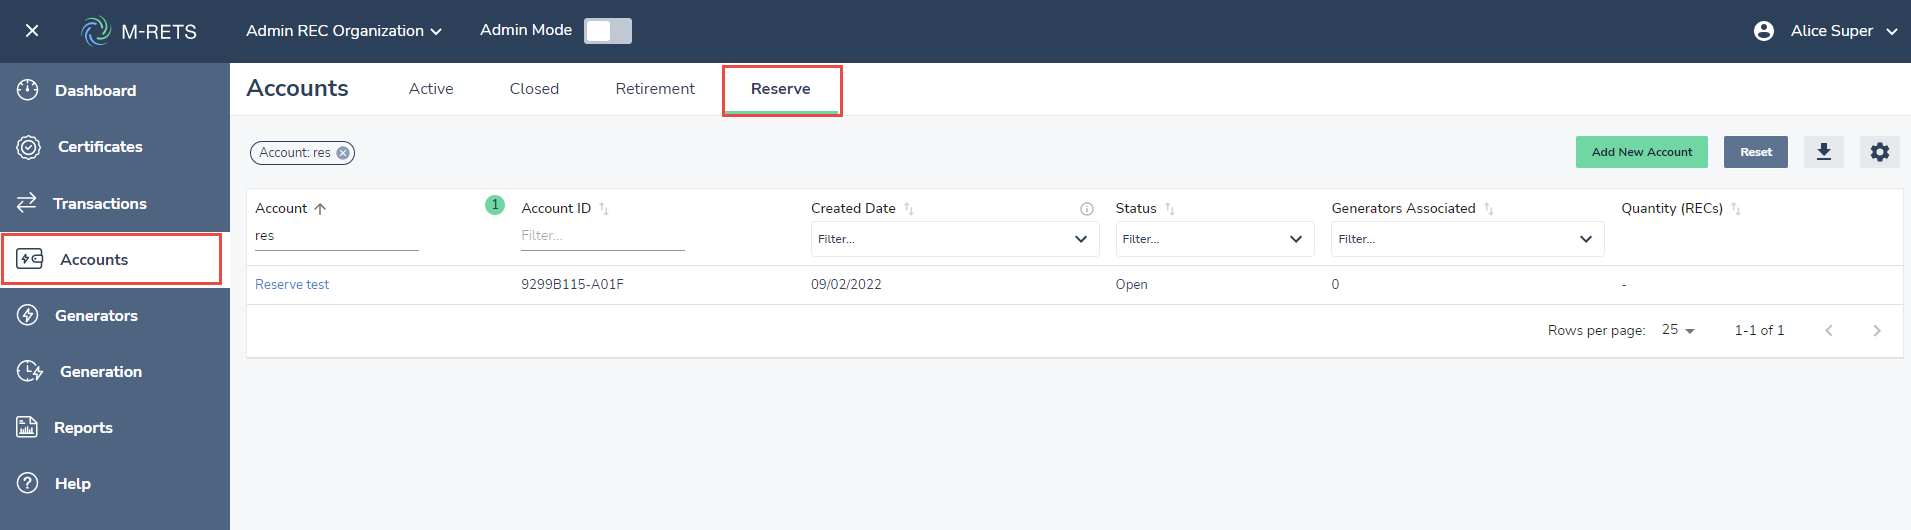 M-RETS
Admin REC Organization
Admin Mode
Alice Super
Dashboard
Certificates
Transactions
Accounts
Generators
Generation
Reports
Help
Accounts
Active
Closed
Retirement
Reserve
Account: res
Add New Account
Reset
Account
1
Account ID
Created Date
Status
Generators Associated
Quantity (RECs)
res
Filter...
Filter...
Filter...
Filter...
Reserve test
9299B115-A01F
09/02/2022
Open
0
-
Rows per page:
25
1-1 of 1